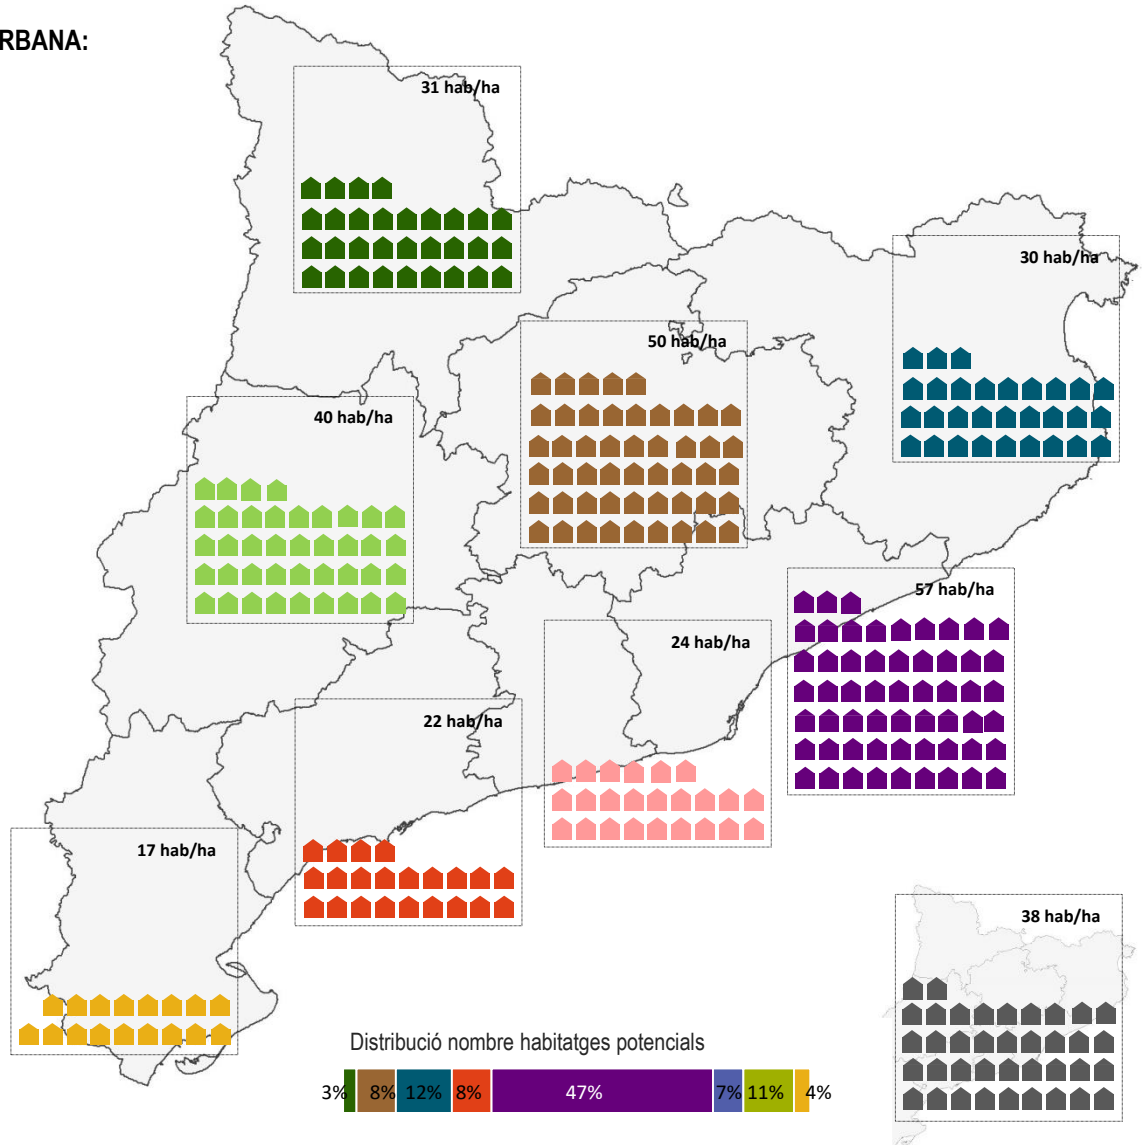 RBANA:
31 hab/ha
30 hab/ha
50 hab/ha
40 hab/ha
57 hab/ha
24 hab/ha
22 hab/ha
17 hab/ha
38 hab/ha
Distribució nombre habitatges potencials
3% 8% 12% 8% 47% 7% 11% 4%